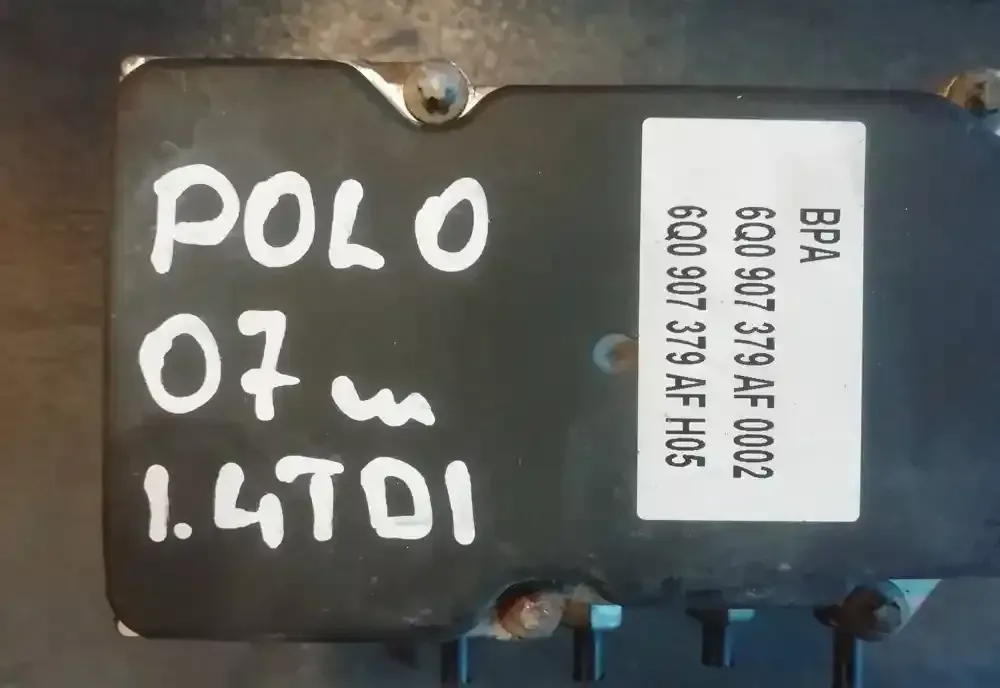 POLO
07 m
1.4TDI
BPA
6Q0 907 379 AF 0002
6Q0 907 379 AF H05